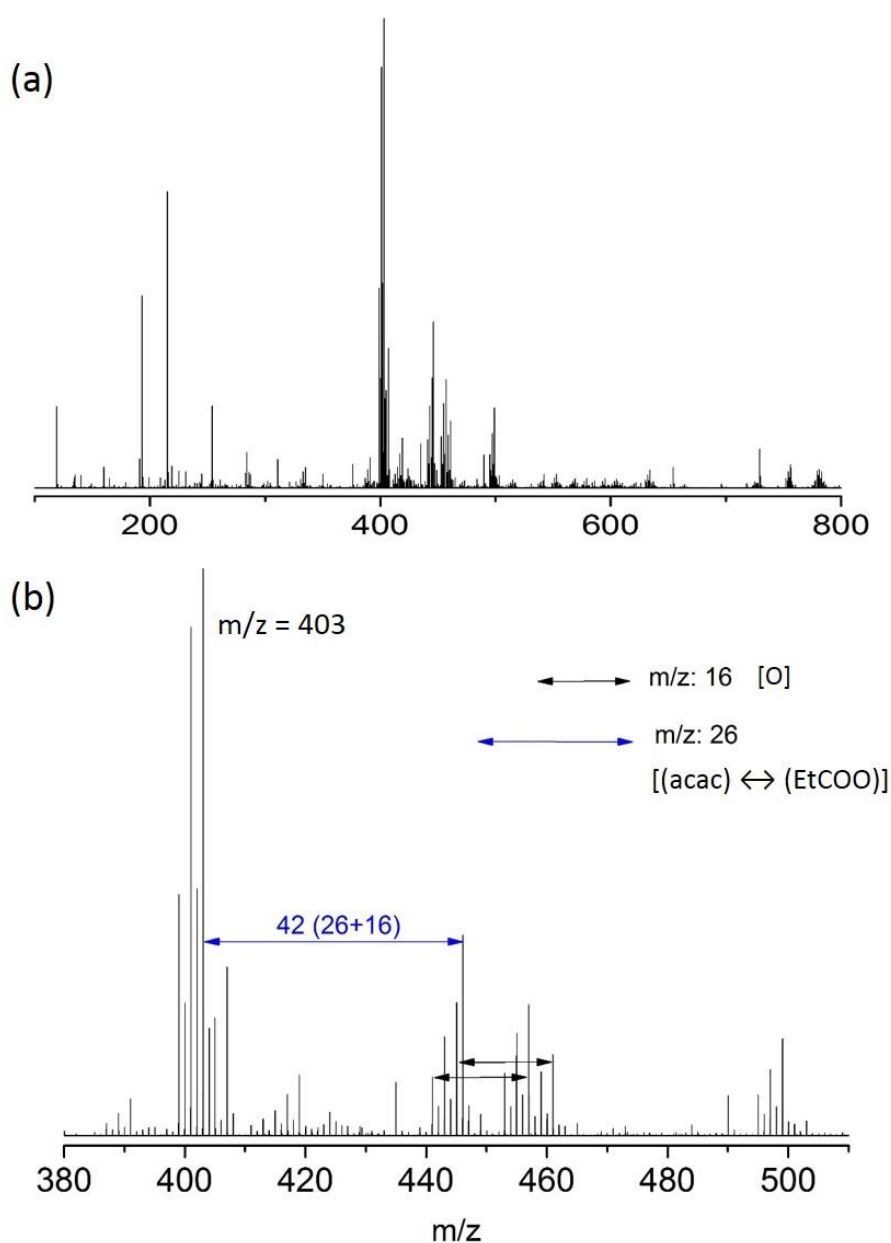 (a)
200 400 600 800
(b)
m/z = 403
m/z: 16 [O]
m/z: 26
[(acac) ↔ (EtCOO)]
42 (26+16)
380 400 420 440 460 480 500
m/z